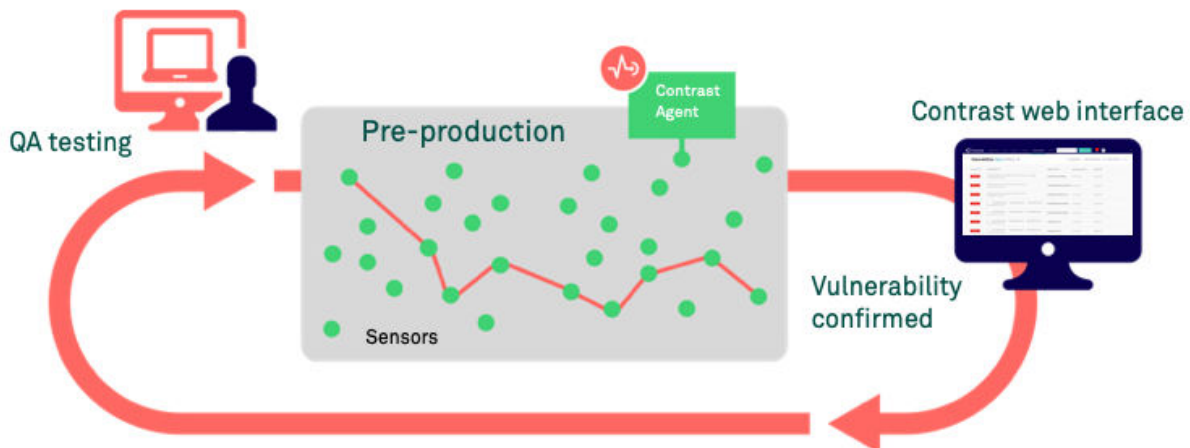 Contrast
Agent
Pre-production
Contrast web interface
QA testing
Vulnerability
confirmed
Sensors